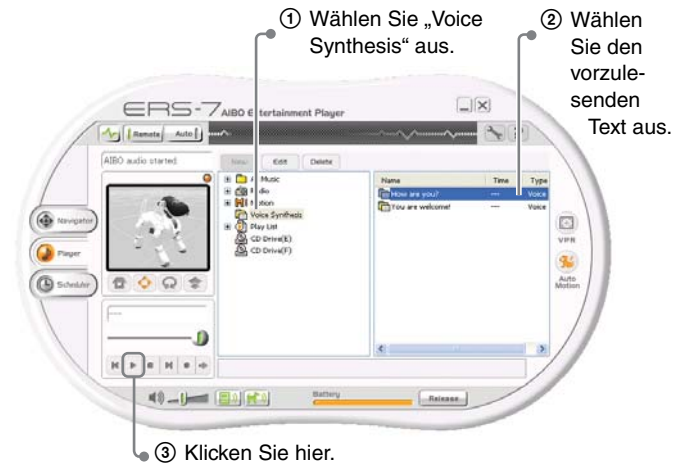 ① Wählen Sie „Voice
Synthesis“ aus.
② Wählen
Sie den
vorzule-
senden
Text aus.
ERS-7 AIBO Entertainment Player
Remote Auto
AIBO audio started
New Edit Delete
Voice Synthesis
Play List
CD Drive(E)
CD Drive(F)
Name Time Type
How are you? --- Voice
You are welcome! --- Voice
Navigator
Player
Scheduler
VPR
Auto
Motion
---
Battery
Release
③ Klicken Sie hier.